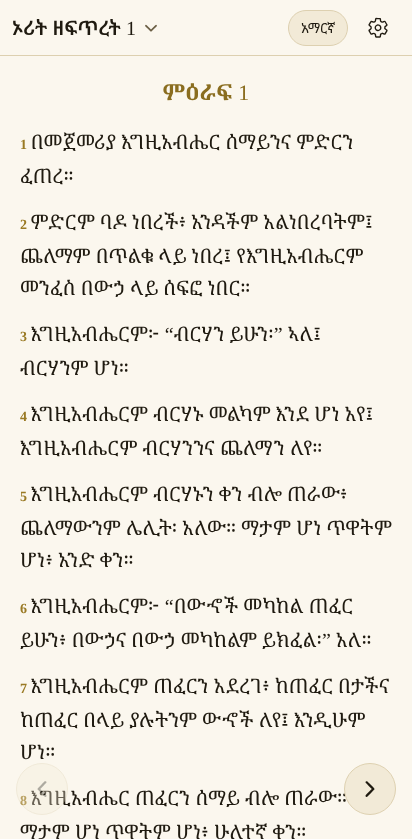 ኦሪት ዘፍጥረት 1
አማርኛ
ምዕራፍ 1
1 በመጀመሪያ እግዚአብሔር ሰማይንና ምድርን
ፈጠረ።
2 ምድርም ባዶ ነበረች፥ አንዳችም አልነበረባትም፤
ጨለማም በጥልቁ ላይ ነበረ፤ የእግዚአብሔርም
መንፈስ በውኃ ላይ ሰፍፎ ነበር።
3 እግዚአብሔርም፦ “ብርሃን ይሁን፡” ኣለ፤
ብርሃንም ሆነ።
4 እግዚአብሔርም ብርሃኑ መልካም እንደ ሆነ አየ፤
እግዚአብሔርም ብርሃንንና ጨለማን ለየ።
5 እግዚአብሔርም ብርሃኑን ቀን ብሎ ጠራው፥
ጨለማውንም ሌሊት፡ አለው። ማታም ሆነ ጥዋትም
ሆነ፥ አንድ ቀን።
6 እግዚአብሔርም፦ “በውኆች መካከል ጠፈር
ይሁን፥ በውኃና በውኃ መካከልም ይክፈል፡” አለ።
7 እግዚአብሔርም ጠፈርን አደረገ፥ ከጠፈር በታችና
ከጠፈር በላይ ያሉትንም ውኆች ለየ፤ እንዲሁም
ሆነ።
8 እግዚአብሔር ጠፈርን ሰማይ ብሎ ጠራው።
ማታም ሆነ ጥዋትም ሆነ፥ ሁለተኛ ቀን።